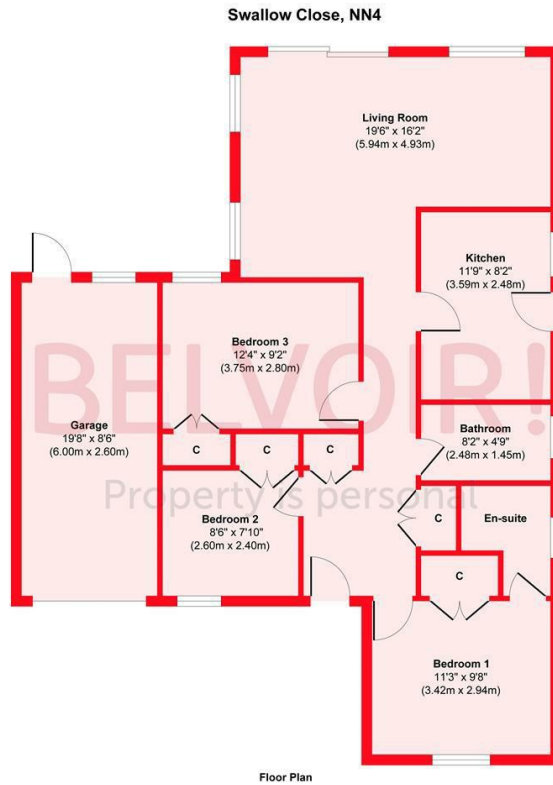 Swallow Close, NN4
Living Room
19'6" x 16'2"
(5.94m x 4.93m)
Kitchen
11'9" x 8'2"
(3.59m x 2.48m)
Bedroom 3
12'4" x 9'2"
(3.75m x 2.80m)
BELVOIR!
Garage
19'8" x 8'6"
(6.00m x 2.60m)
Bathroom
8'2" x 4'9"
(2.48m x 1.45m)
C
C
C
Property is personal
Bedroom 2
8'6" x 7'10"
(2.60m x 2.40m)
C
En-suite
C
Bedroom 1
11'3" x 9'8"
(3.42m x 2.94m)
Floor Plan